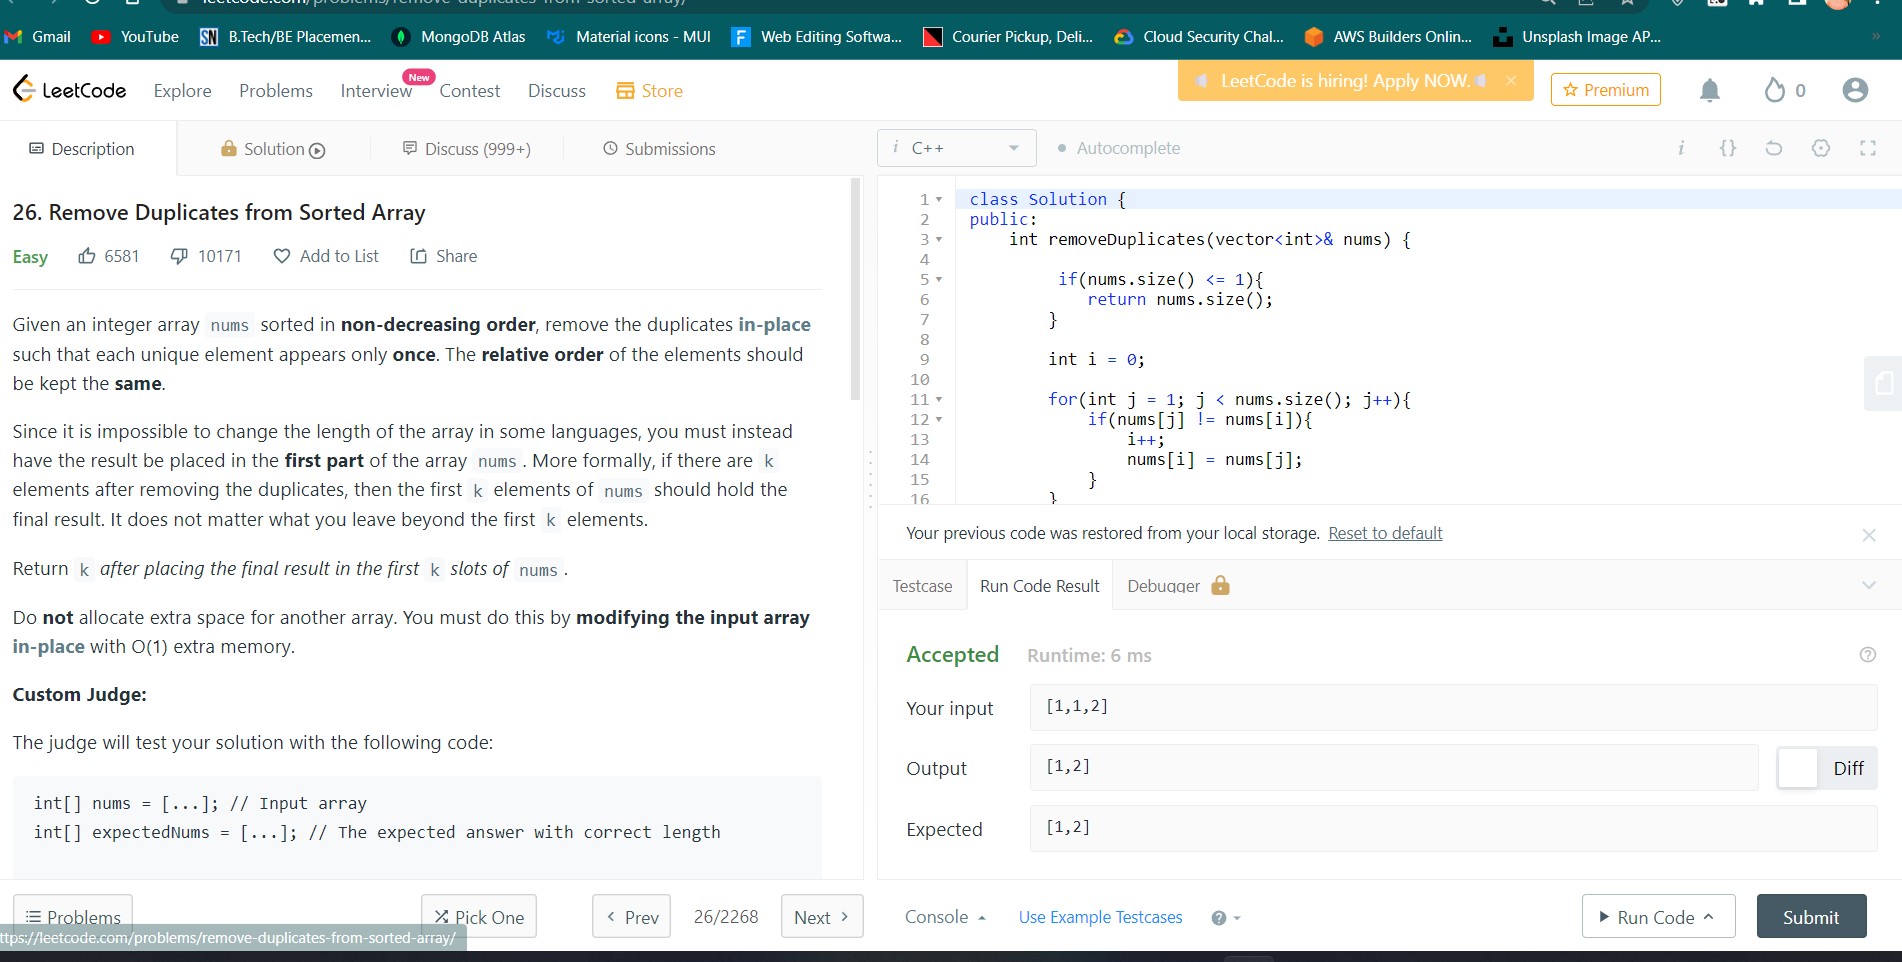 leetcode.com/problems/remove-duplicates-from-sorted-array/
Gmail YouTube B.Tech/BE Placemen... MongoDB Atlas Material icons - MUI Web Editing Softwa... Courier Pickup, Deli... Cloud Security Chal... AWS Builders Onlin... Unsplash Image AP... »
LeetCode Explore Problems Interview New Contest Discuss Store LeetCode is hiring! Apply NOW. × Premium 0
Description Solution Discuss (999+) Submissions
26. Remove Duplicates from Sorted Array
Easy 6581 10171 Add to List Share
Given an integer array nums sorted in non-decreasing order, remove the duplicates in-place
such that each unique element appears only once. The relative order of the elements should
be kept the same.
Since it is impossible to change the length of the array in some languages, you must instead
have the result be placed in the first part of the array nums. More formally, if there are k
elements after removing the duplicates, then the first k elements of nums should hold the
final result. It does not matter what you leave beyond the first k elements.
Return k after placing the final result in the first k slots of nums.
Do not allocate extra space for another array. You must do this by modifying the input array
in-place with O(1) extra memory.
Custom Judge:
The judge will test your solution with the following code:
int[] nums = [...]; // Input array
int[] expectedNums = [...]; // The expected answer with correct length
Problems Pick One < Prev 26/2268 Next >
ttps://leetcode.com/problems/remove-duplicates-from-sorted-array/
i C++ Autocomplete i {}
1 class Solution {
2 public:
3 int removeDuplicates(vector<int>& nums) {
4
5 if(nums.size() <= 1){
6 return nums.size();
7 }
8
9 int i = 0;
10
11 for(int j = 1; j < nums.size(); j++){
12 if(nums[j] != nums[i]){
13 i++;
14 nums[i] = nums[j];
15 }
16 }
Your previous code was restored from your local storage. Reset to default
Testcase Run Code Result Debugger
Accepted Runtime: 6 ms
Your input [1,1,2]
Output [1,2] Diff
Expected [1,2]
Console Use Example Testcases Run Code Submit